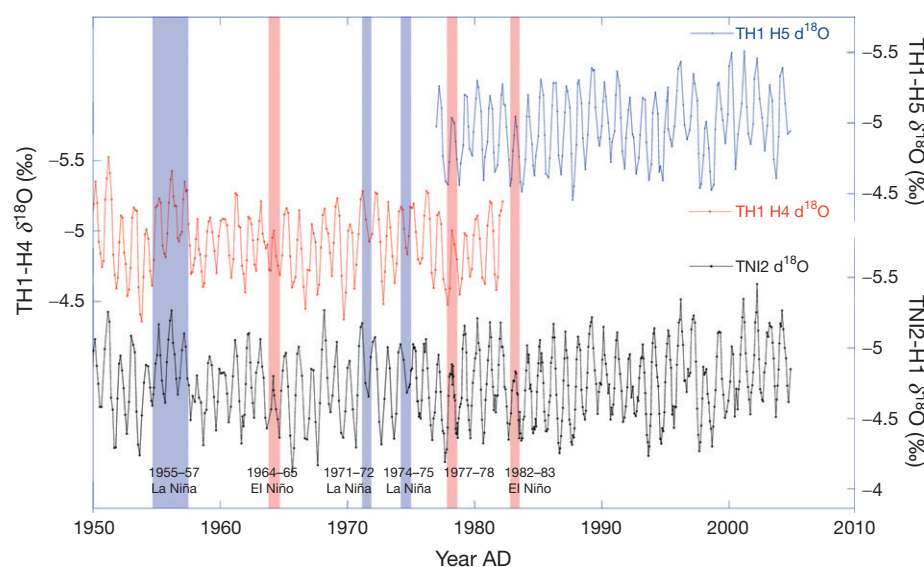 TH1 H5 d18O
TH1 H4 d18O
TNI2 d18O
TH1-H4 δ18O (‰)
–5.5
–5
–4.5
TH1-H5 δ18O (‰)
–5.5
–5
–4.5
TNI2-H1 δ18O (‰)
–5.5
–5
–4.5
–4
1955–57
La Niña
1964–65
El Niño
1971–72
La Niña
1974–75
La Niña
1977–78
1982–83
El Niño
1950
1960
1970
1980
1990
2000
2010
Year AD